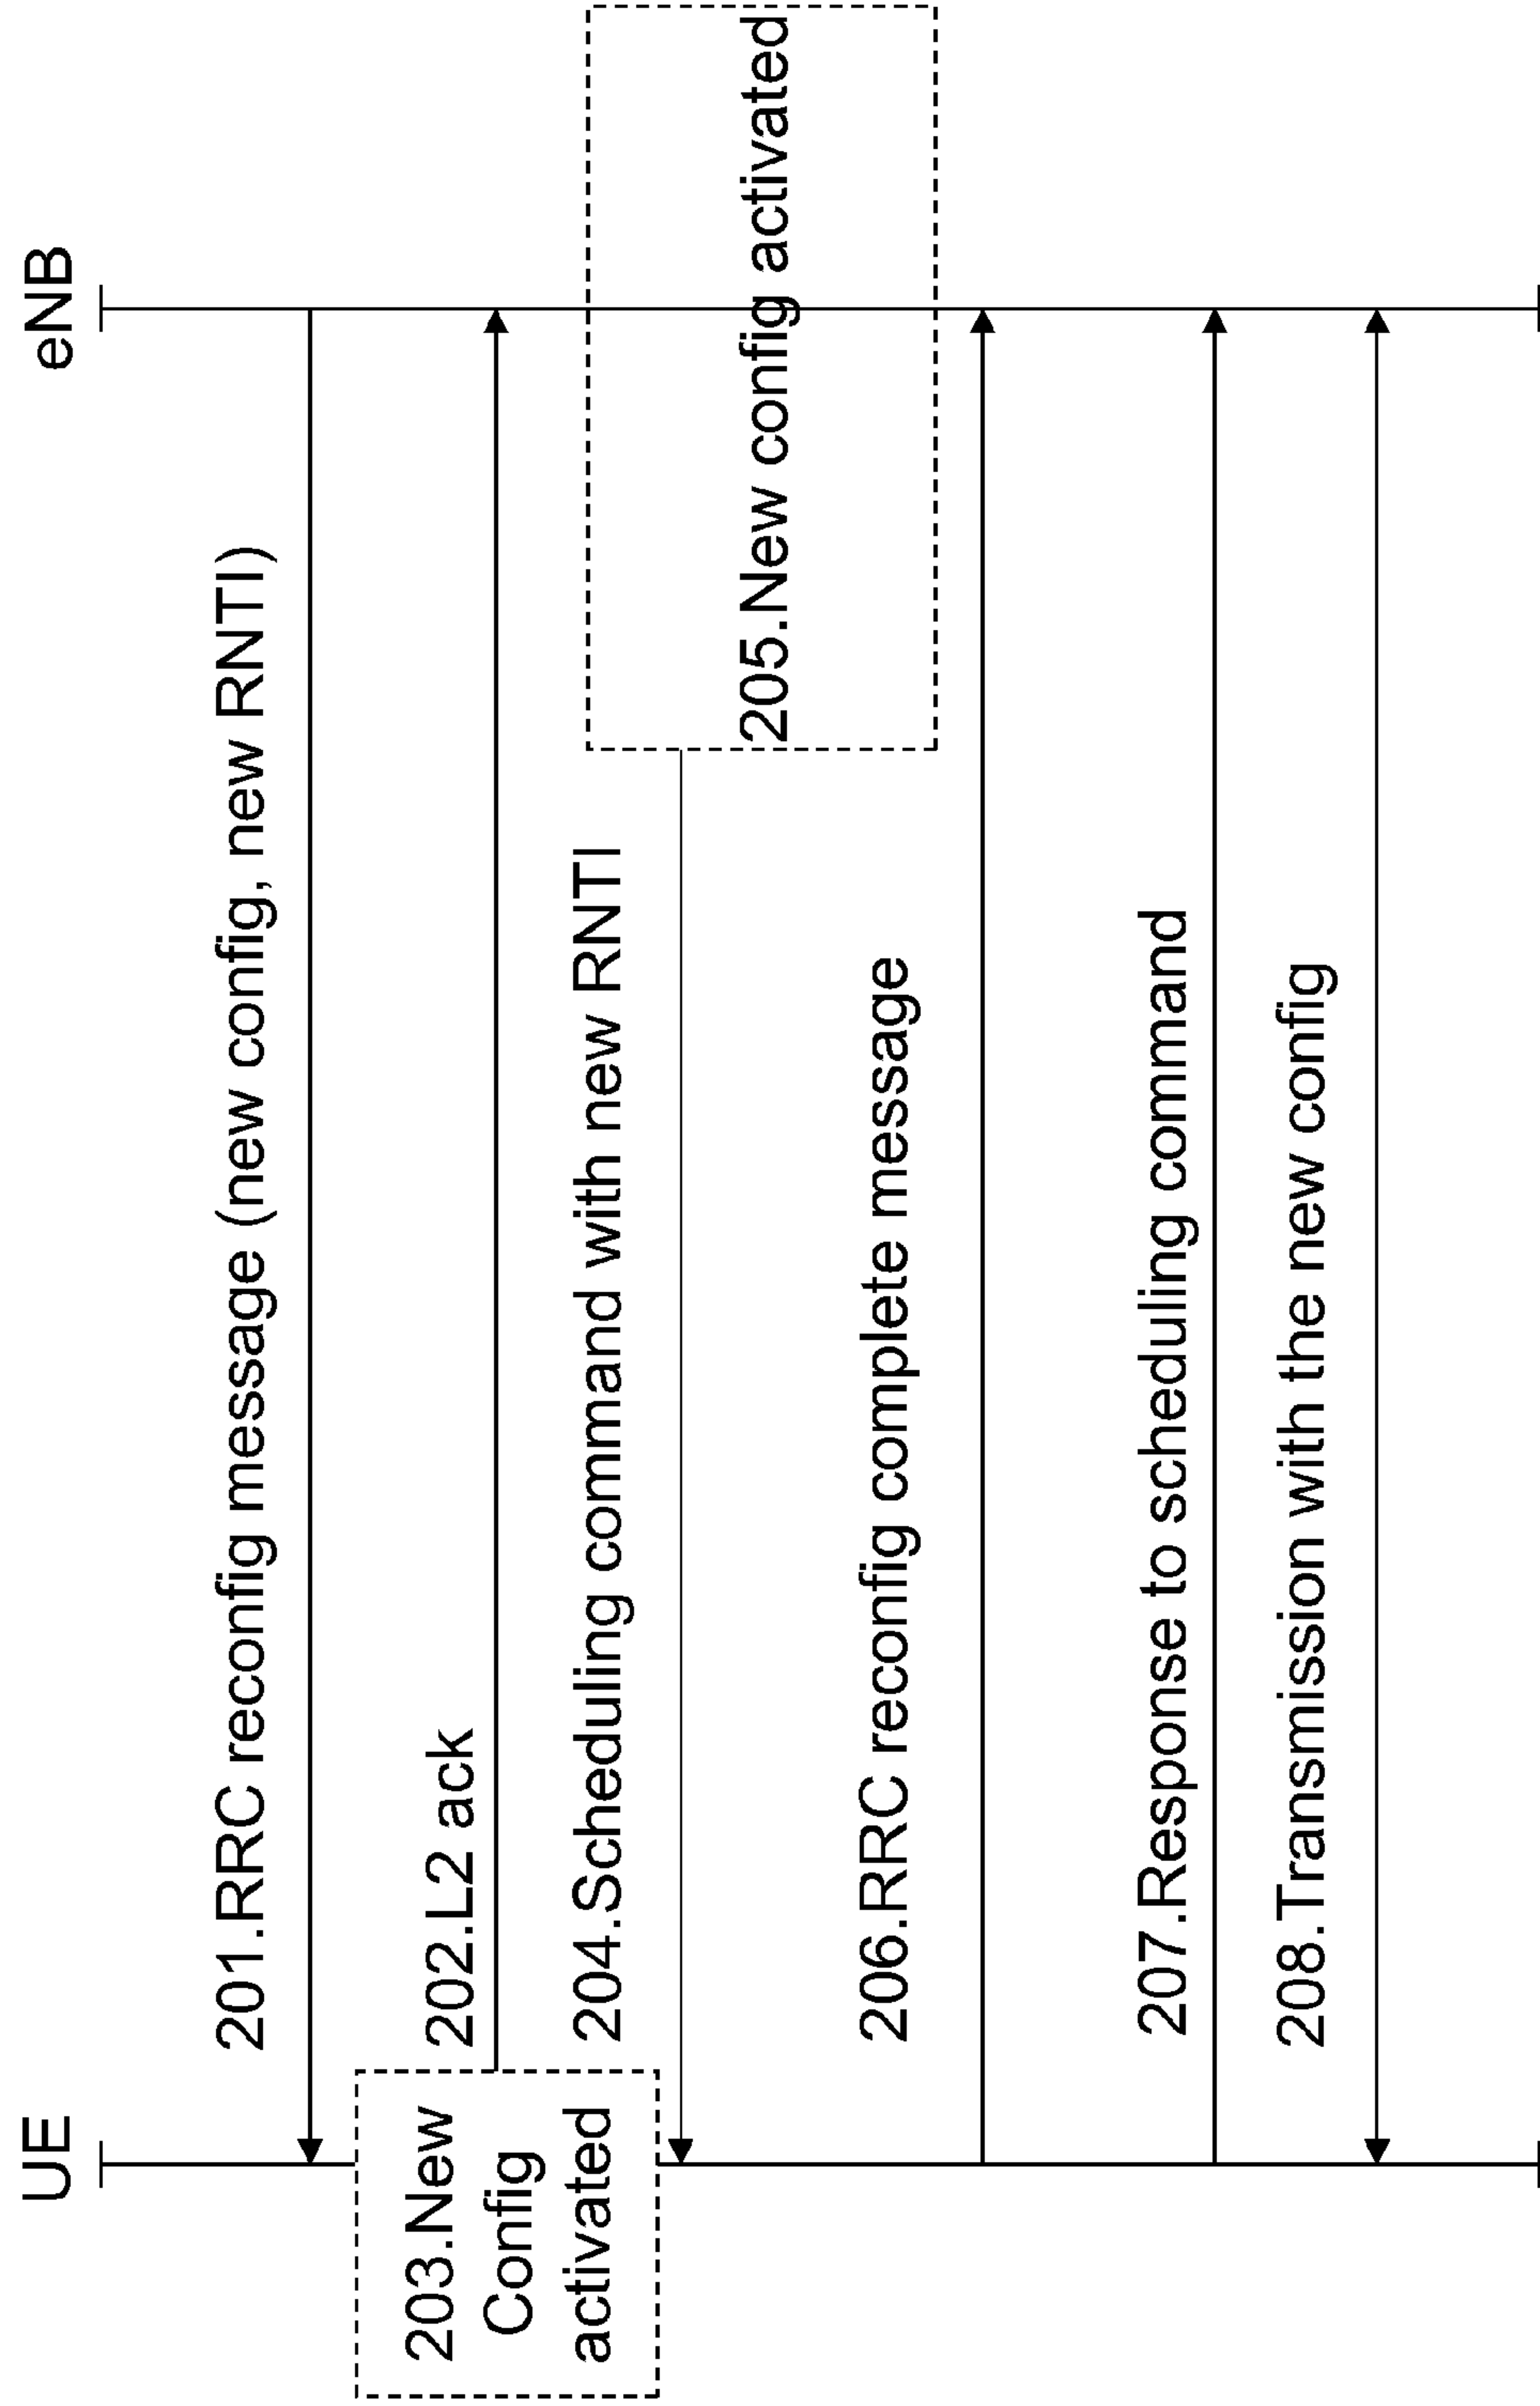 UE
eNB
201.RRC reconfig message (new config, new RNTI)
202.L2 ack
203.New
Config
activated
204.Scheduling command with new RNTI
205.New config activated
206.RRC reconfig complete message
207.Response to scheduling command
208.Transmission with the new config